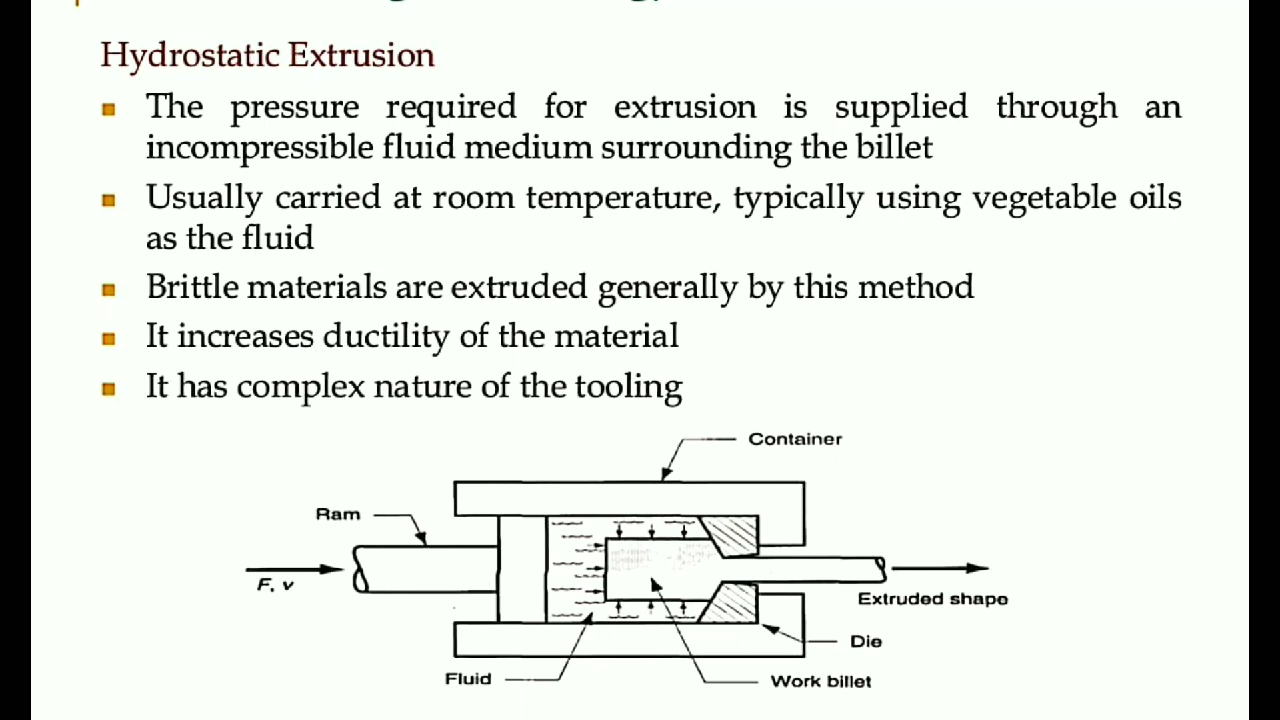 Hydrostatic Extrusion
The pressure required for extrusion is supplied through an
incompressible fluid medium surrounding the billet
Usually carried at room temperature, typically using vegetable oils
as the fluid
Brittle materials are extruded generally by this method
It increases ductility of the material
It has complex nature of the tooling
Container
Ram
F, v
Extruded shape
Die
Fluid
Work billet